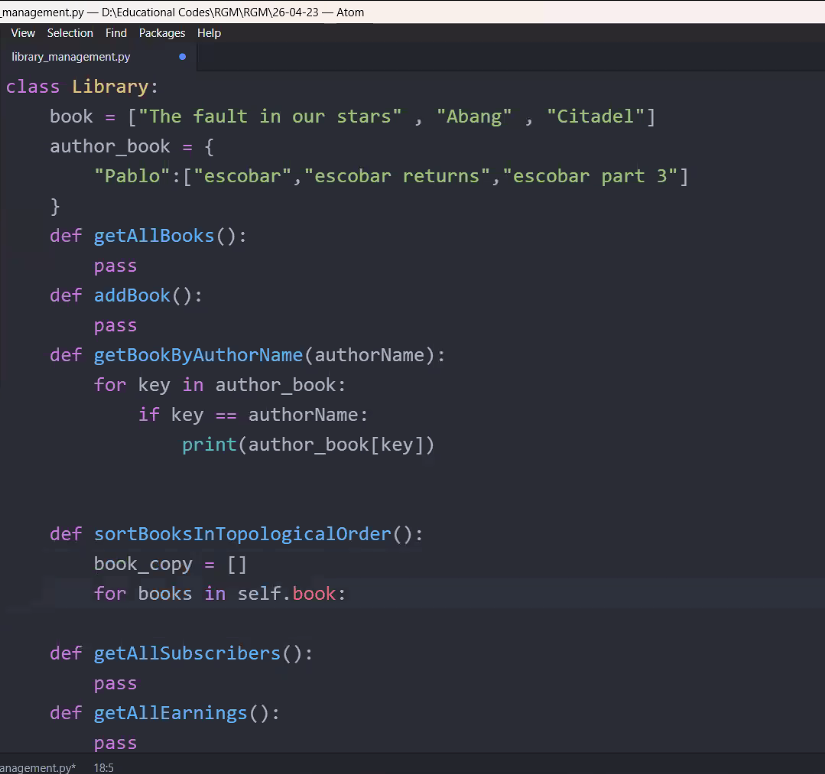 _management.py — D:\Educational Codes\RGM\RGM\26-04-23 — Atom
View Selection Find Packages Help
library_management.py
class Library:
    book = ["The fault in our stars" , "Abang" , "Citadel"]
    author_book = {
        "Pablo":["escobar","escobar returns","escobar part 3"]
    }
    def getAllBooks():
        pass
    def addBook():
        pass
    def getBookByAuthorName(authorName):
        for key in author_book:
            if key == authorName:
                print(author_book[key])
    def sortBooksInTopologicalOrder():
        book_copy = []
        for books in self.book:
    def getAllSubscribers():
        pass
    def getAllEarnings():
        pass
anagement.py* 18:5